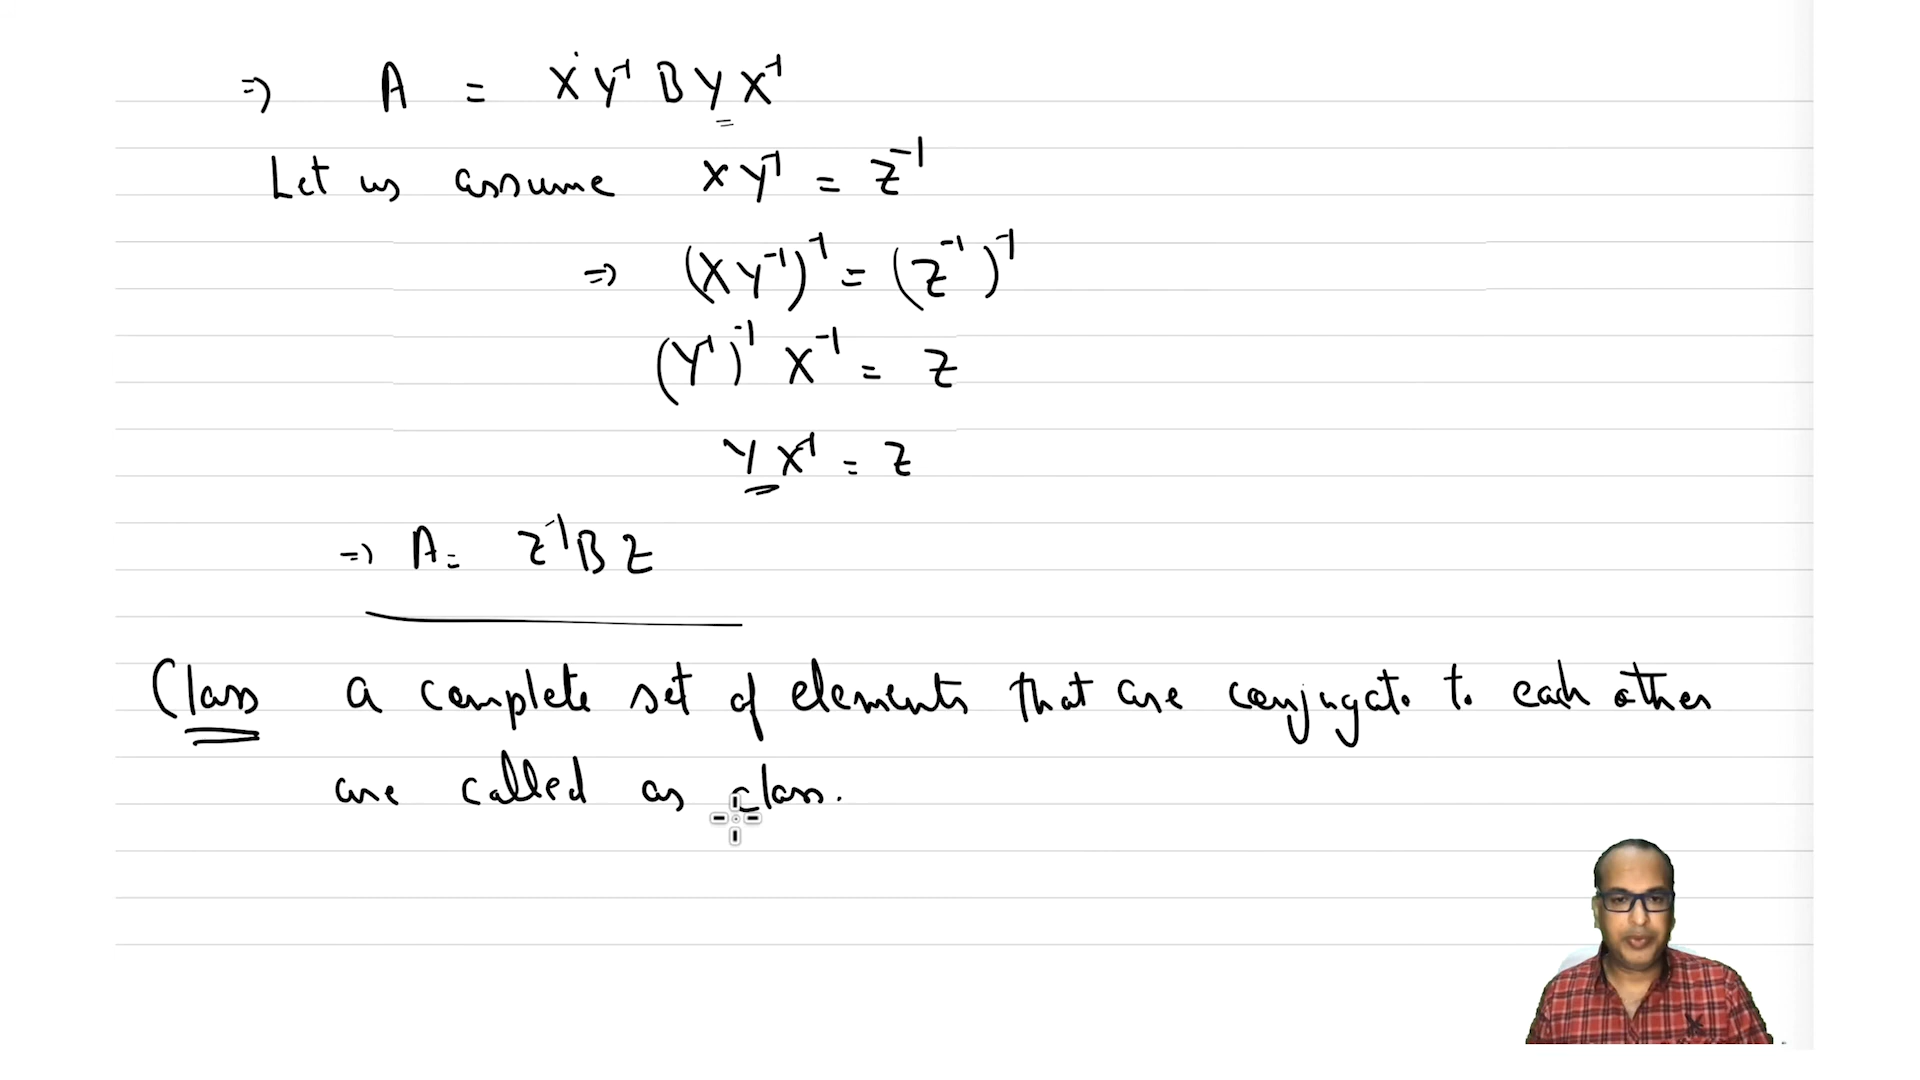 ⇒ A = X Y⁻¹ B Y X⁻¹
Let us assume X Y⁻¹ = Z⁻¹
⇒ (X Y⁻¹)⁻¹ = (Z⁻¹)⁻¹
(Y⁻¹)⁻¹ X⁻¹ = Z
Y X⁻¹ = Z
⇒ A = Z⁻¹ B Z
Class a complete set of elements that are conjugate to each other
are called as class.